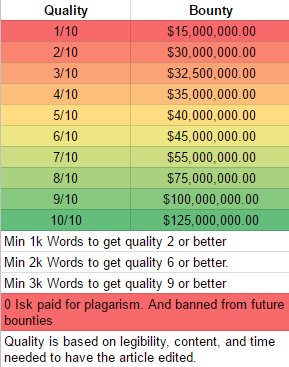 Quality Bounty
1/10 $15,000,000.00
2/10 $30,000,000.00
3/10 $32,500,000.00
4/10 $35,000,000.00
5/10 $40,000,000.00
6/10 $45,000,000.00
7/10 $55,000,000.00
8/10 $75,000,000.00
9/10 $100,000,000.00
10/10 $125,000,000.00
Min 1k Words to get quality 2 or better
Min 2k Words to get quality 6 or better.
Min 3k Words to get quality 9 or better
0 Isk paid for plagarism. And banned from future
bounties
Quality is based on legibility, content, and time
needed to have the article edited.